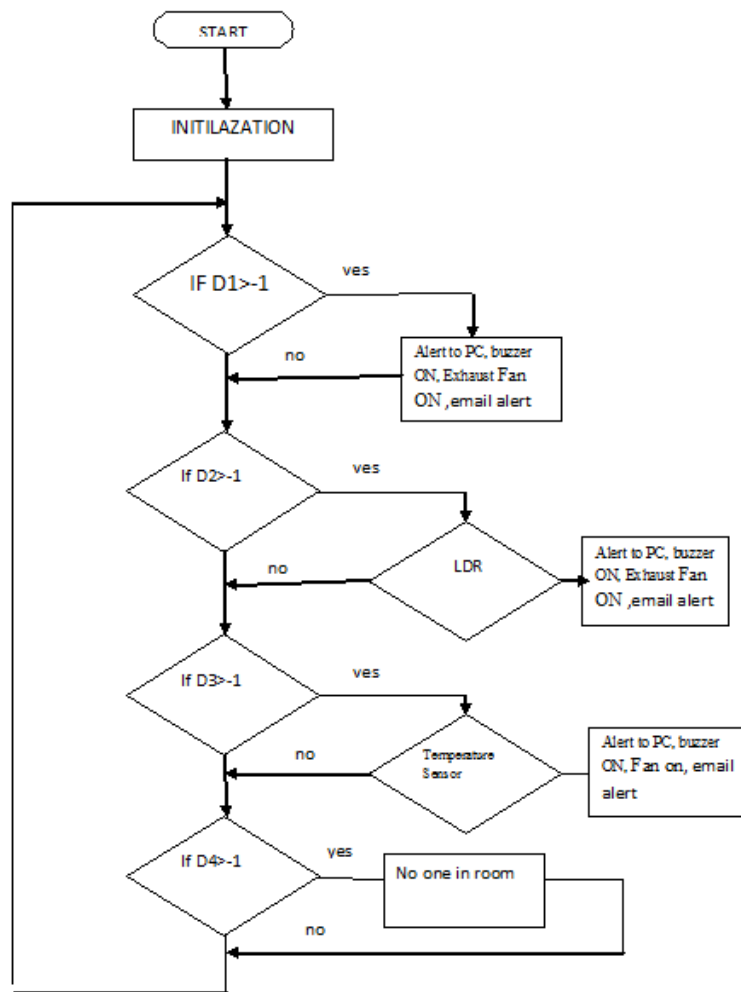 START
INITILAZATION
IF D1>-1
yes
Alert to PC, buzzer
ON, Exhaust Fan
ON ,email alert
no
If D2>-1
yes
LDR
Alert to PC, buzzer
ON, Exhaust Fan
ON ,email alert
no
If D3>-1
yes
Temperature
Sensor
Alert to PC, buzzer
ON, Fan on, email
alert
no
If D4>-1
yes
No one in room
no